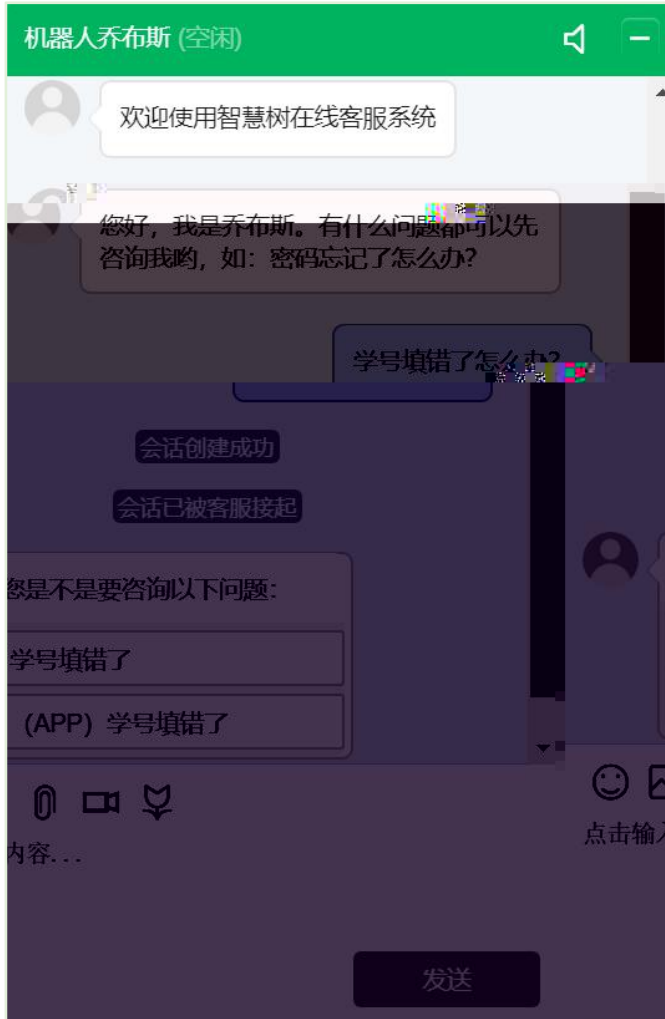 机器人乔布斯 (空闲)
欢迎使用智慧树在线客服系统
您好，我是乔布斯。有什么问题都可以先
咨询我哟，如：密码忘记了怎么办？
学号填错了怎么办？
会话创建成功
会话已被客服接起
您是不是要咨询以下问题：
学号填错了
（APP）学号填错了
点击输入
内容...
发送